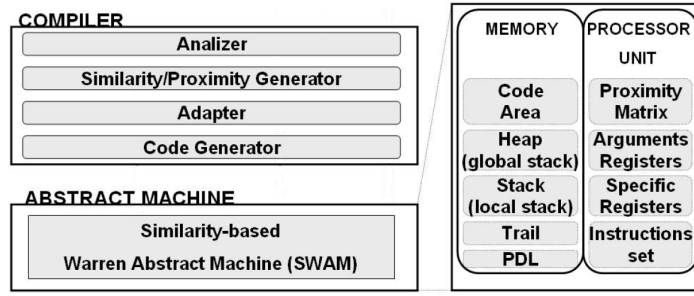 COMPILER
Analizer
Similarity/Proximity Generator
Adapter
Code Generator
ABSTRACT MACHINE
Similarity-based
Warren Abstract Machine (SWAM)
MEMORY
Code
Area
Heap
(global stack)
Stack
(local stack)
Trail
PDL
PROCESSOR
UNIT
Proximity
Matrix
Arguments
Registers
Specific
Registers
Instructions
set